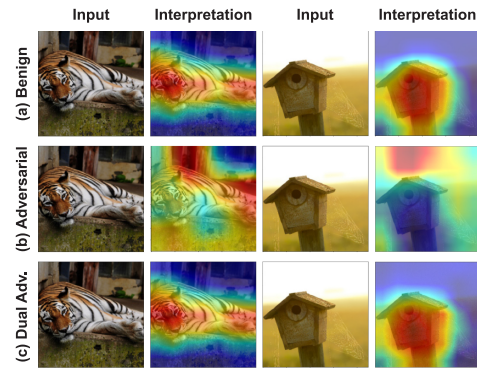 Input Interpretation Input Interpretation
(a) Benign
(b) Adversarial
(c) Dual Adv.